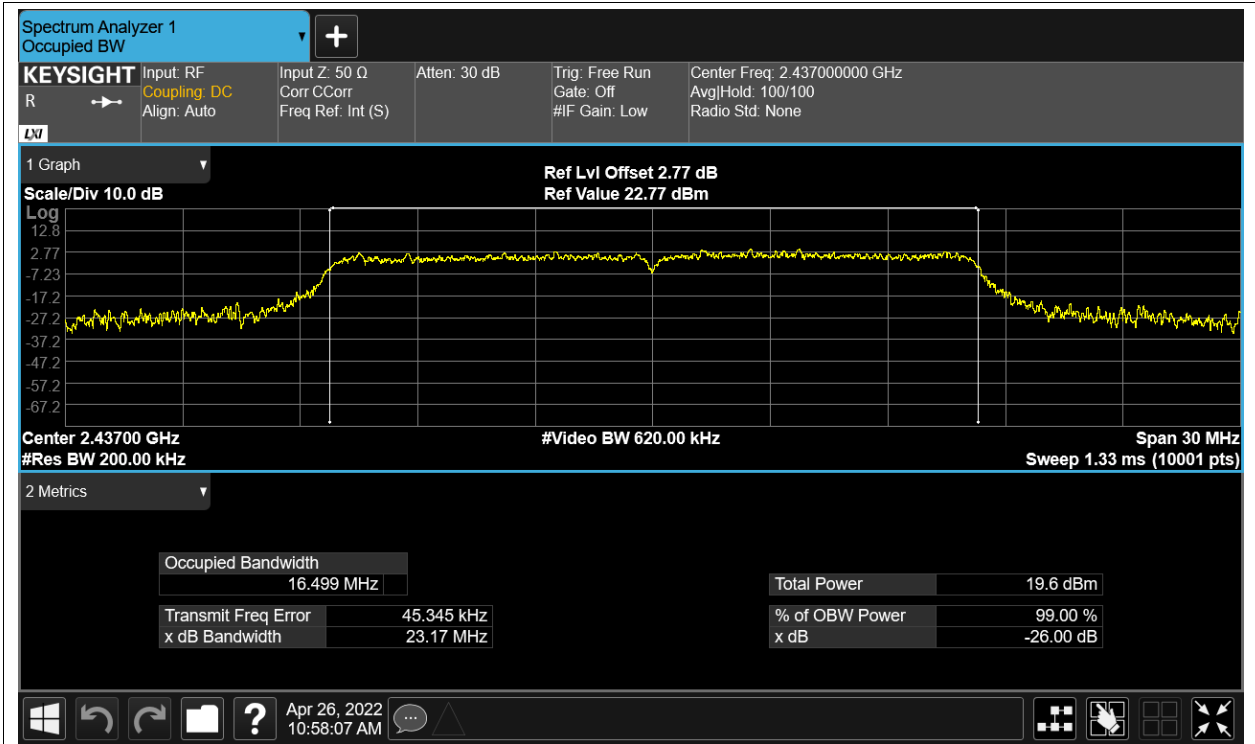 Spectrum Analyzer 1
Occupied BW
KEYSIGHT Input: RF Input Z: 50 Ω Atten: 30 dB Trig: Free Run Center Freq: 2.437000000 GHz
R Coupling: DC Corr CCorr Gate: Off Avg|Hold: 100/100
Align: Auto Freq Ref: Int (S) #IF Gain: Low Radio Std: None
LXI
1 Graph
Ref Lvl Offset 2.77 dB
Scale/Div 10.0 dB Ref Value 22.77 dBm
Log
12.8
2.77
-7.23
-17.2
-27.2
-37.2
-47.2
-57.2
-67.2
Center 2.43700 GHz #Video BW 620.00 kHz Span 30 MHz
#Res BW 200.00 kHz Sweep 1.33 ms (10001 pts)
2 Metrics
Occupied Bandwidth
16.499 MHz Total Power 19.6 dBm
Transmit Freq Error 45.345 kHz % of OBW Power 99.00 %
x dB Bandwidth 23.17 MHz x dB -26.00 dB
? Apr 26, 2022
10:58:07 AM